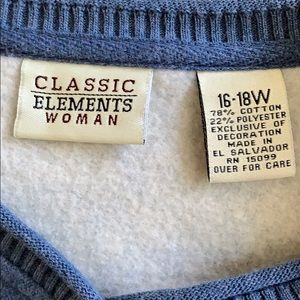 CLASSIC
ELEMENTS
WOMAN
16-18W
78% COTTON
22% POLYESTER
EXCLUSIVE OF
DECORATION
MADE IN
EL SALVADOR
RN 15099
OVER FOR CARE